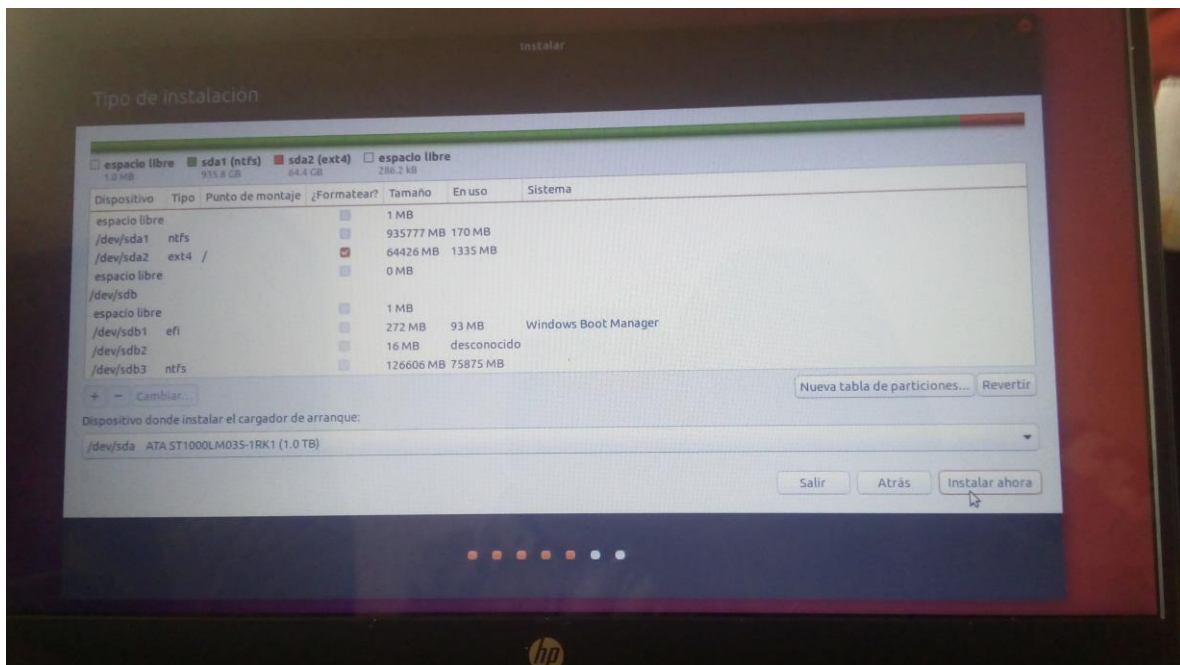 Instalar
Tipo de instalación
espacio libre sda1 (ntfs) sda2 (ext4) espacio libre
1.0 MB 935.8 GB 64.4 GB 286.2 kB
Dispositivo Tipo Punto de montaje ¿Formatear? Tamaño En uso Sistema
espacio libre 1 MB
/dev/sda1 ntfs 935777 MB 170 MB
/dev/sda2 ext4 / 64426 MB 1335 MB
espacio libre 0 MB
/dev/sdb
espacio libre 1 MB
/dev/sdb1 efi 272 MB 93 MB Windows Boot Manager
/dev/sdb2 16 MB desconocido
/dev/sdb3 ntfs 126606 MB 75875 MB
+ - Cambiar...
Nueva tabla de particiones... Revertir
Dispositivo donde instalar el cargador de arranque:
/dev/sda ATA ST1000LM035-1RK1 (1.0 TB)
Salir Atrás Instalar ahora
hp